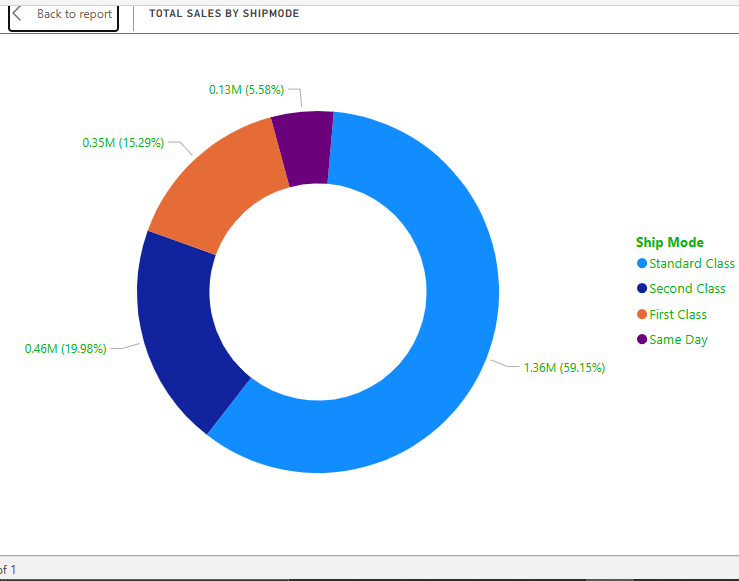 Back to report
TOTAL SALES BY SHIPMODE
0.13M (5.58%)
0.35M (15.29%)
0.46M (19.98%)
1.36M (59.15%)
Ship Mode
Standard Class
Second Class
First Class
Same Day
of 1